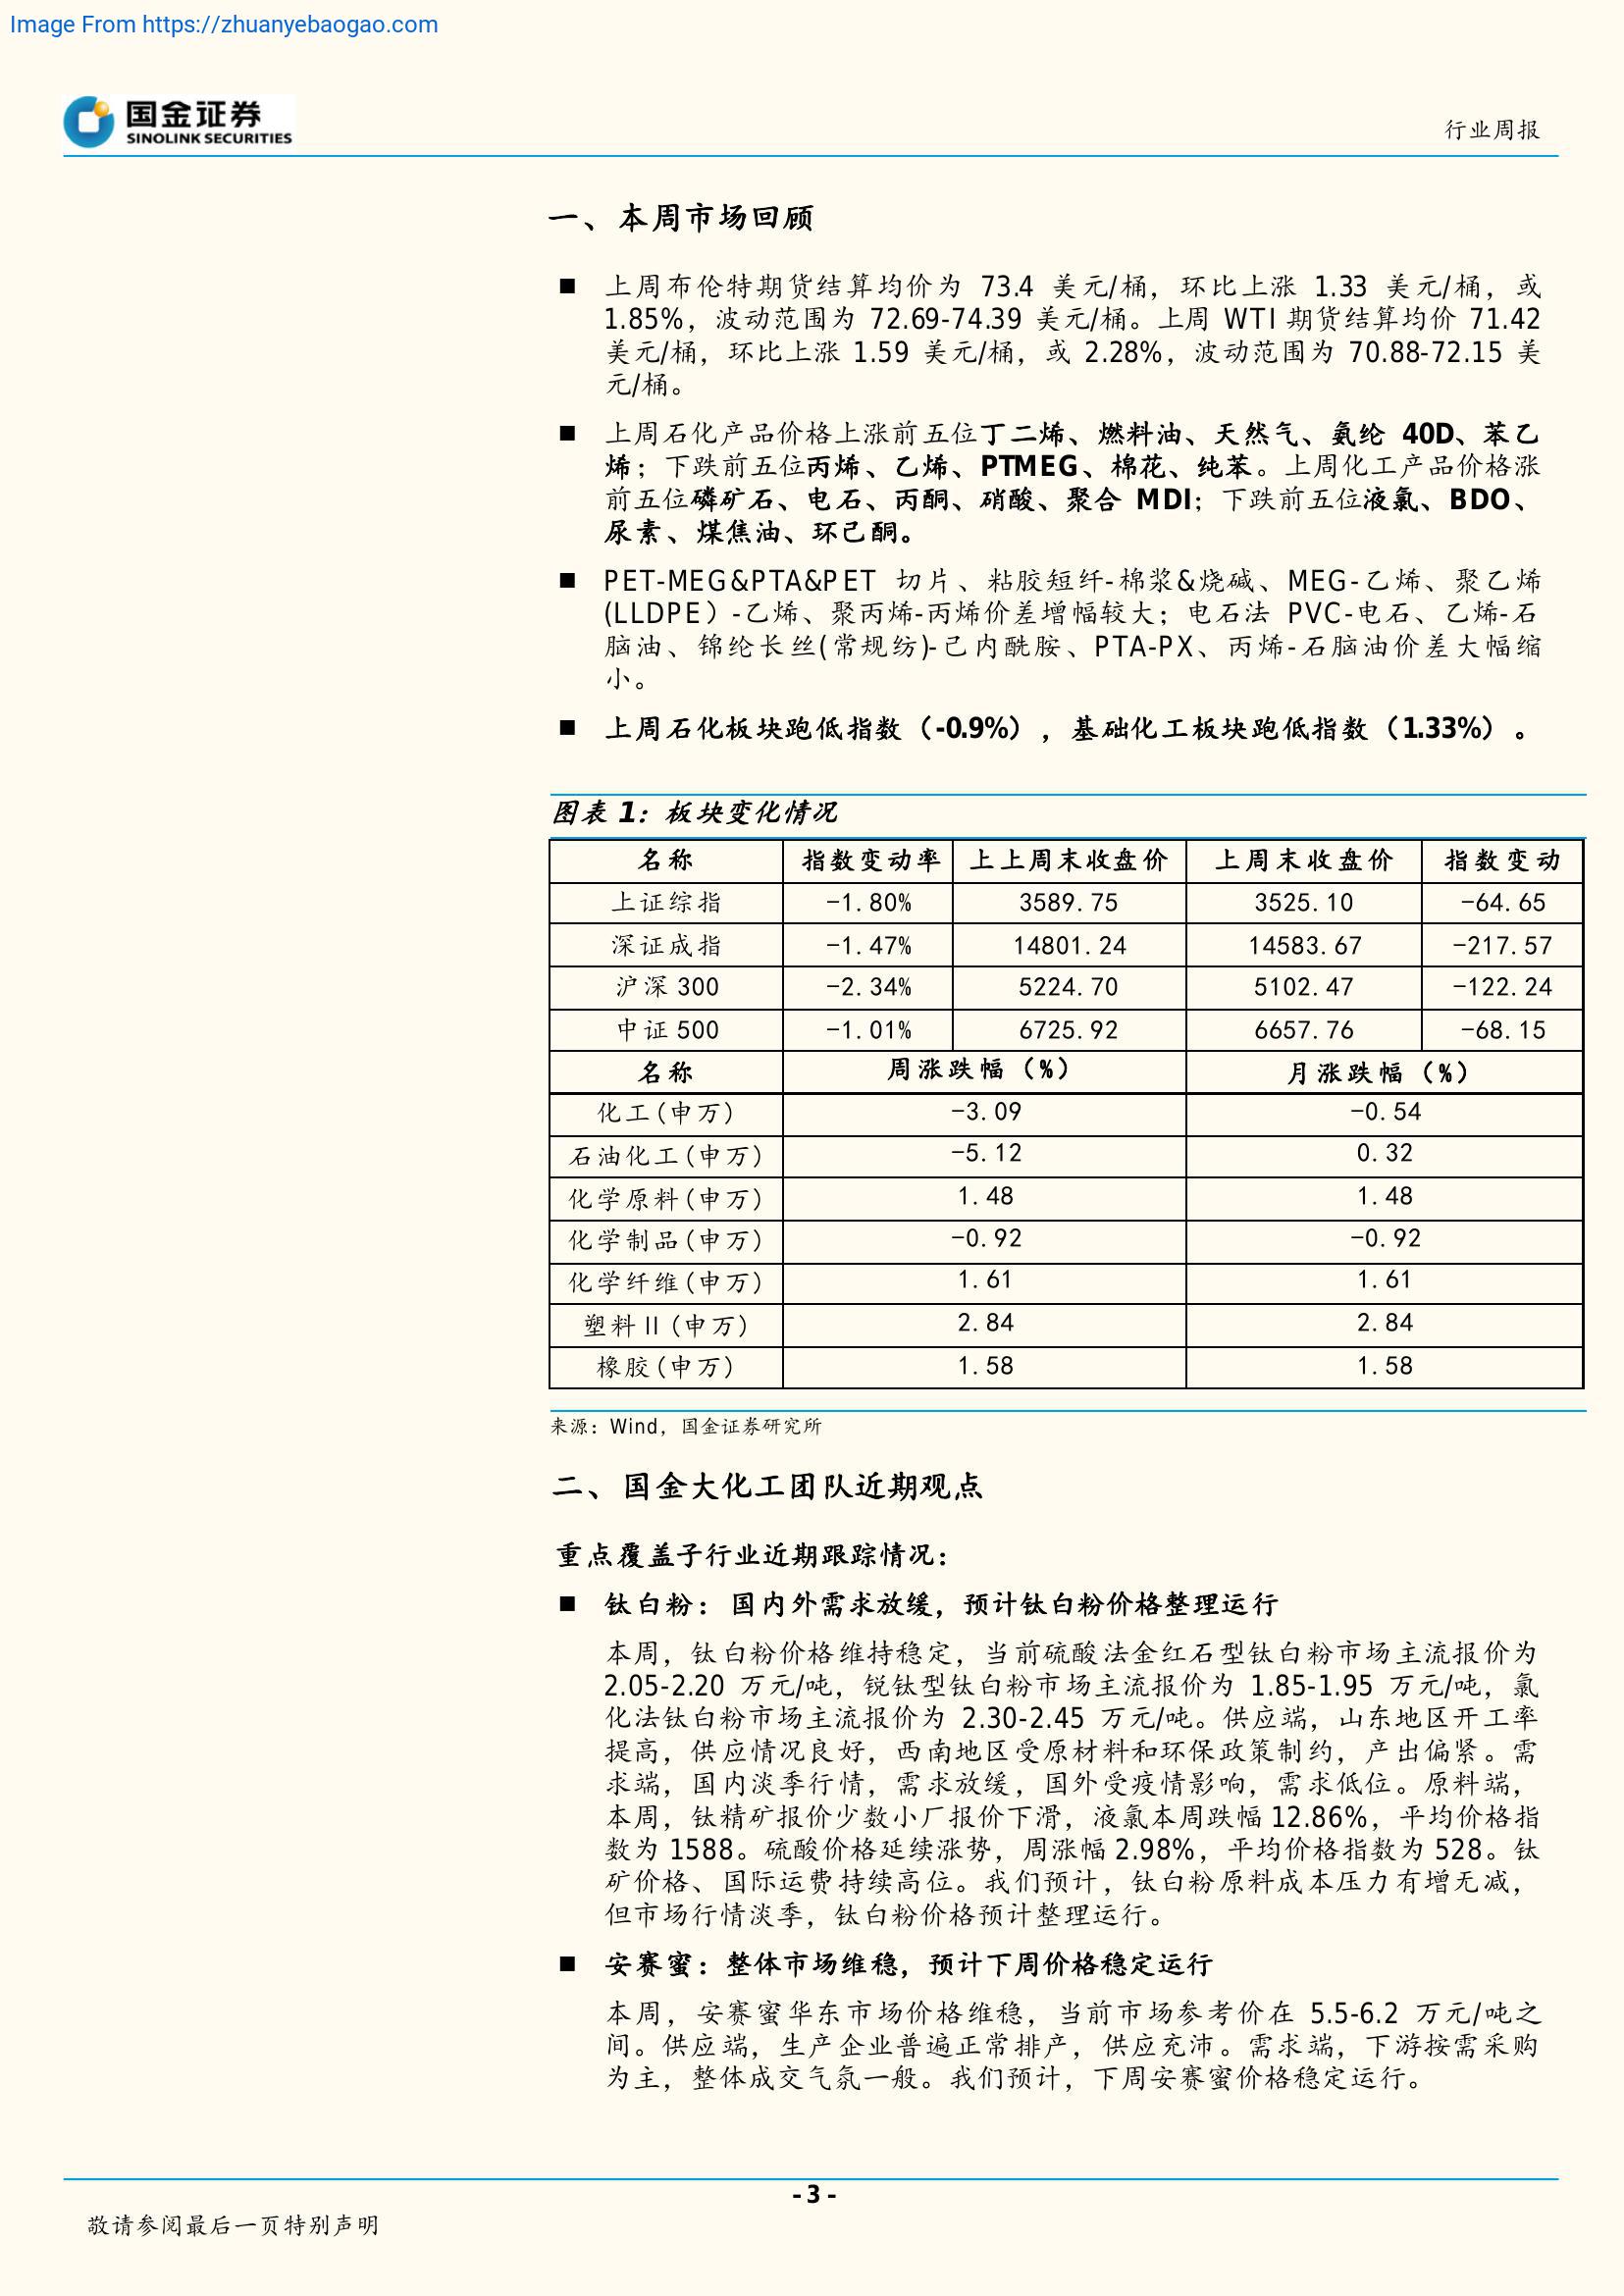 Image From https://zhuanyebaogao.com
国金证券
SINOLINK SECURITIES
行业周报
一、本周市场回顾
■ 上周布伦特期货结算均价为 73.4 美元/桶，环比上涨 1.33 美元/桶，或
1.85%，波动范围为 72.69-74.39 美元/桶。上周 WTI 期货结算均价 71.42
美元/桶，环比上涨 1.59 美元/桶，或 2.28%，波动范围为 70.88-72.15 美
元/桶。
■ 上周石化产品价格上涨前五位丁二烯、燃料油、天然气、氨纶 40D、苯乙
烯；下跌前五位丙烯、乙烯、PTMEG、棉花、纯苯。上周化工产品价格涨
前五位磷矿石、电石、丙酮、硝酸、聚合 MDI；下跌前五位液氯、BDO、
尿素、煤焦油、环己酮。
■ PET-MEG&PTA&PET 切片、粘胶短纤-棉浆&烧碱、MEG-乙烯、聚乙烯
(LLDPE）-乙烯、聚丙烯-丙烯价差增幅较大；电石法 PVC-电石、乙烯-石
脑油、锦纶长丝(常规纺)-己内酰胺、PTA-PX、丙烯-石脑油价差大幅缩
小。
■ 上周石化板块跑低指数（-0.9%），基础化工板块跑低指数（1.33%）。
图表 1：板块变化情况
名称 指数变动率 上上周末收盘价 上周末收盘价 指数变动
上证综指 -1.80% 3589.75 3525.10 -64.65
深证成指 -1.47% 14801.24 14583.67 -217.57
沪深 300 -2.34% 5224.70 5102.47 -122.24
中证 500 -1.01% 6725.92 6657.76 -68.15
名称 周涨跌幅（%） 月涨跌幅（%）
化工(申万) -3.09 -0.54
石油化工(申万) -5.12 0.32
化学原料(申万) 1.48 1.48
化学制品(申万) -0.92 -0.92
化学纤维(申万) 1.61 1.61
塑料 II(申万) 2.84 2.84
橡胶(申万) 1.58 1.58
来源：Wind，国金证券研究所
二、国金大化工团队近期观点
重点覆盖子行业近期跟踪情况：
■ 钛白粉：国内外需求放缓，预计钛白粉价格整理运行
本周，钛白粉价格维持稳定，当前硫酸法金红石型钛白粉市场主流报价为
2.05-2.20 万元/吨，锐钛型钛白粉市场主流报价为 1.85-1.95 万元/吨，氯
化法钛白粉市场主流报价为 2.30-2.45 万元/吨。供应端，山东地区开工率
提高，供应情况良好，西南地区受原材料和环保政策制约，产出偏紧。需
求端，国内淡季行情，需求放缓，国外受疫情影响，需求低位。原料端，
本周，钛精矿报价少数小厂报价下滑，液氯本周跌幅 12.86%，平均价格指
数为 1588。硫酸价格延续涨势，周涨幅 2.98%，平均价格指数为 528。钛
矿价格、国际运费持续高位。我们预计，钛白粉原料成本压力有增无减，
但市场行情淡季，钛白粉价格预计整理运行。
■ 安赛蜜：整体市场维稳，预计下周价格稳定运行
本周，安赛蜜华东市场价格维稳，当前市场参考价在 5.5-6.2 万元/吨之
间。供应端，生产企业普遍正常排产，供应充沛。需求端，下游按需采购
为主，整体成交气氛一般。我们预计，下周安赛蜜价格稳定运行。
- 3 -
敬请参阅最后一页特别声明